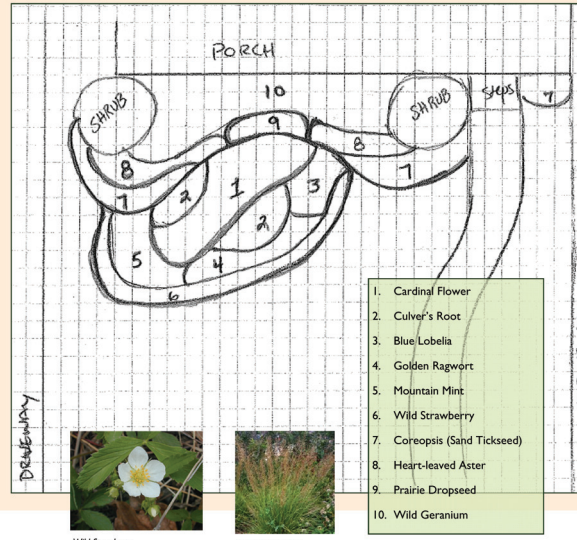 PORCH
SHRUB
10
9
SHRUB
Steps
7
8
8
7
7
2
1
3
2
5
4
6
DRIVEWAY
1. Cardinal Flower
2. Culver's Root
3. Blue Lobelia
4. Golden Ragwort
5. Mountain Mint
6. Wild Strawberry
7. Coreopsis (Sand Tickseed)
8. Heart-leaved Aster
9. Prairie Dropseed
10. Wild Geranium